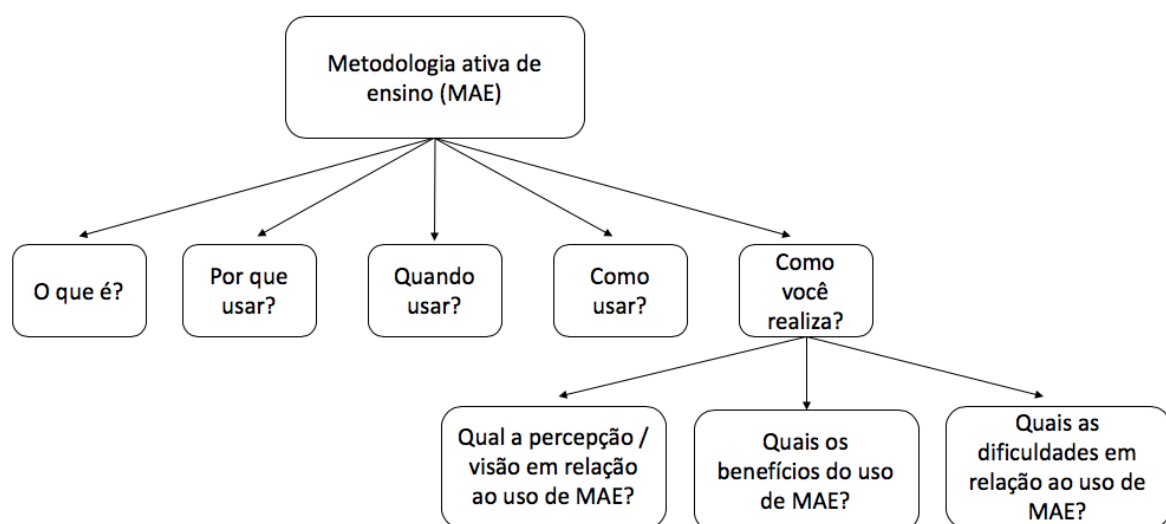 Metodologia ativa de
ensino (MAE)
O que é?
Por que
usar?
Quando
usar?
Como
usar?
Como
você
realiza?
Qual a percepção /
visão em relação
ao uso de MAE?
Quais os
benefícios do uso
de MAE?
Quais as
dificuldades em
relação ao uso de
MAE?